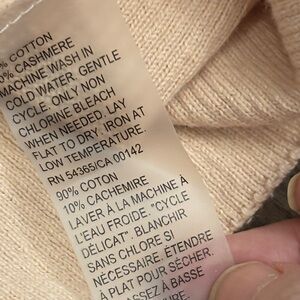 % COTTON
% CASHMERE
MACHINE WASH IN
COLD WATER. GENTLE
CYCLE. ONLY NON
CHLORINE BLEACH
WHEN NEEDED. LAY
FLAT TO DRY. IRON AT
LOW TEMPERATURE.
RN 54365/CA 00142
90% COTON
10% CACHEMIRE
LAVER À LA MACHINE À
L'EAU FROIDE. "CYCLE
DÉLICAT". BLANCHIR
SANS CHLORE SI
NÉCESSAIRE. ÉTENDRE
À PLAT POUR SÉCHER.
À BASSE